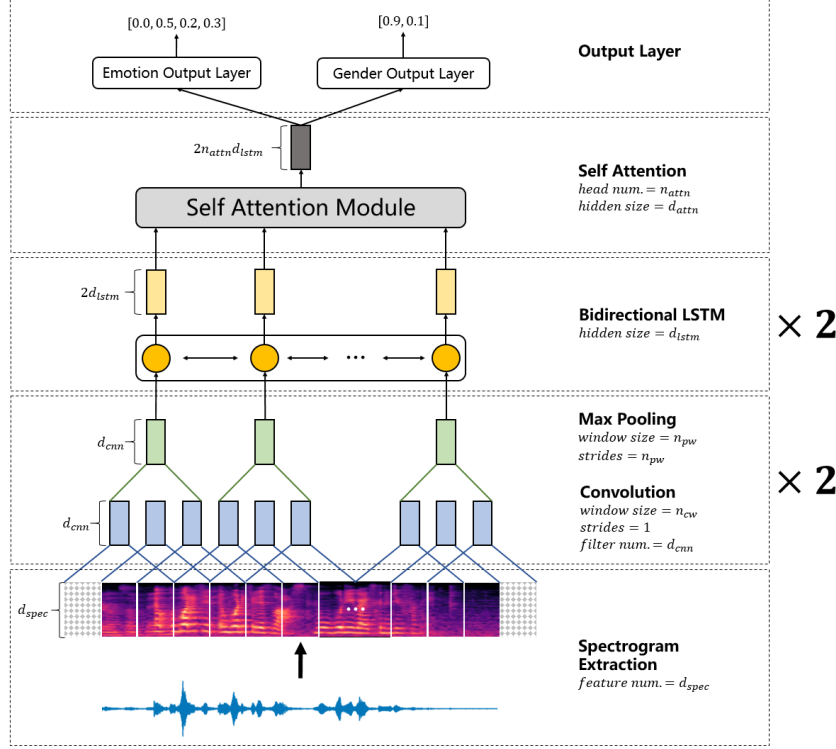 [0.0, 0.5, 0.2, 0.3]
[0.9, 0.1]
Emotion Output Layer
Gender Output Layer
Output Layer
2n_attn d_lstm
Self Attention Module
Self Attention
head num. = n_attn
hidden size = d_attn
2d_lstm
Bidirectional LSTM
hidden size = d_lstm
× 2
...
d_cnn
Max Pooling
window size = n_pw
strides = n_pw
× 2
d_cnn
Convolution
window size = n_cw
strides = 1
filter num. = d_cnn
d_spec
...
Spectrogram
Extraction
feature num. = d_spec